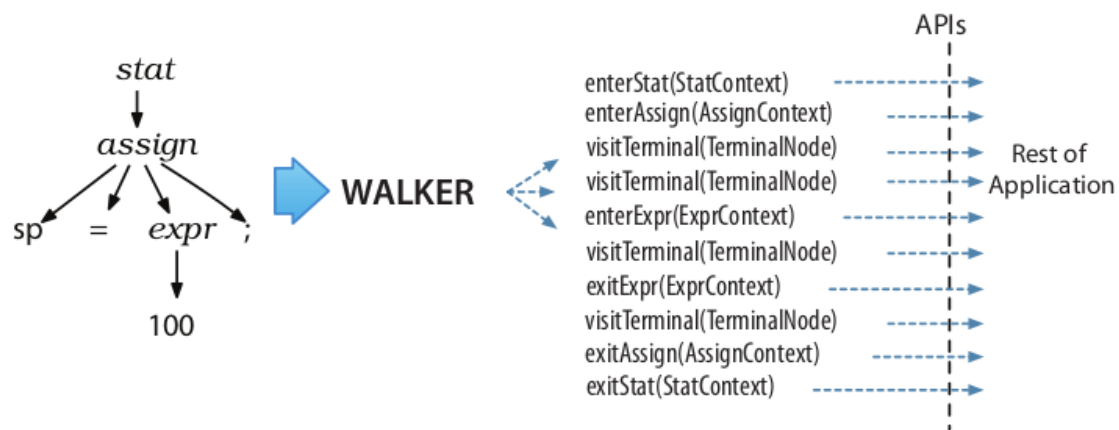 APIs
stat
assign
sp = expr ;
100
WALKER
enterStat(StatContext)
enterAssign(AssignContext)
visitTerminal(TerminalNode)
visitTerminal(TerminalNode)
enterExpr(ExprContext)
visitTerminal(TerminalNode)
exitExpr(ExprContext)
visitTerminal(TerminalNode)
exitAssign(AssignContext)
exitStat(StatContext)
Rest of
Application